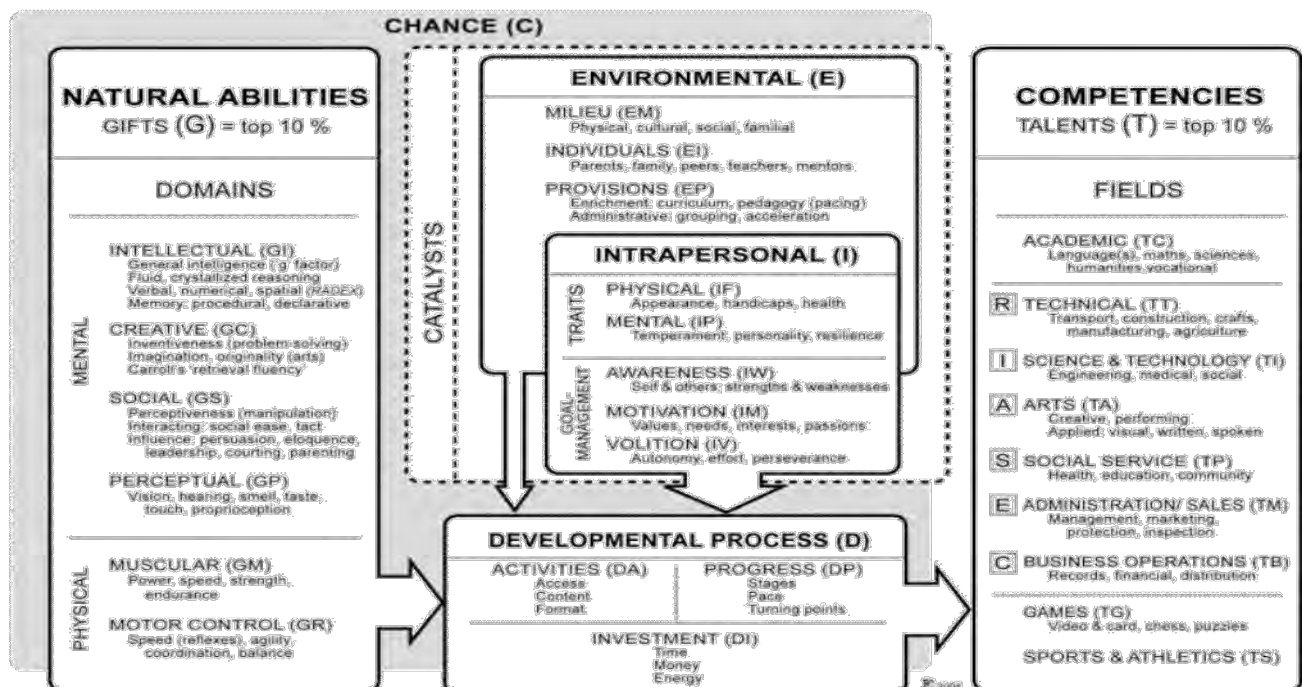 CHANCE (C)
NATURAL ABILITIES
GIFTS (G) = top 10 %
DOMAINS
MENTAL
INTELLECTUAL (GI)
General intelligence ('g' factor)
Fluid, crystallized reasoning
Verbal, numerical, spatial (RADEX)
Memory: procedural, declarative
CREATIVE (GC)
Inventiveness (problem-solving)
Imagination, originality (arts)
Carroll's 'retrieval fluency'
SOCIAL (GS)
Perceptiveness (manipulation)
Interacting: social ease, tact
Influence: persuasion, eloquence,
leadership, courting, parenting
PERCEPTUAL (GP)
Vision, hearing, smell, taste,
touch, proprioception
PHYSICAL
MUSCULAR (GM)
Power, speed, strength,
endurance
MOTOR CONTROL (GR)
Speed (reflexes), agility,
coordination, balance
CATALYSTS
ENVIRONMENTAL (E)
MILIEU (EM)
Physical, cultural, social, familial
INDIVIDUALS (EI)
Parents, family, peers, teachers, mentors
PROVISIONS (EP)
Enrichment: curriculum, pedagogy (pacing)
Administrative: grouping, acceleration
INTRAPERSONAL (I)
TRAITS
PHYSICAL (IF)
Appearance, handicaps, health
MENTAL (IP)
Temperament, personality, resilience
GOAL-
MANAGEMENT
AWARENESS (IW)
Self & others; strengths & weaknesses
MOTIVATION (IM)
Values, needs, interests, passions
VOLITION (IV)
Autonomy, effort, perseverance
DEVELOPMENTAL PROCESS (D)
ACTIVITIES (DA)
Access
Content
Format
PROGRESS (DP)
Stages
Pace
Turning points
INVESTMENT (DI)
Time
Money
Energy
COMPETENCIES
TALENTS (T) = top 10 %
FIELDS
ACADEMIC (TC)
Language(s), maths, sciences,
humanities vocational
R TECHNICAL (TT)
Transport, construction, crafts,
manufacturing, agriculture
I SCIENCE & TECHNOLOGY (TI)
Engineering, medical, social
A ARTS (TA)
Creative, performing
Applied: visual, written, spoken
S SOCIAL SERVICE (TP)
Health, education, community
E ADMINISTRATION/ SALES (TM)
Management, marketing,
protection, inspection
C BUSINESS OPERATIONS (TB)
Records, financial, distribution
GAMES (TG)
Video & card, chess, puzzles
SPORTS & ATHLETICS (TS)